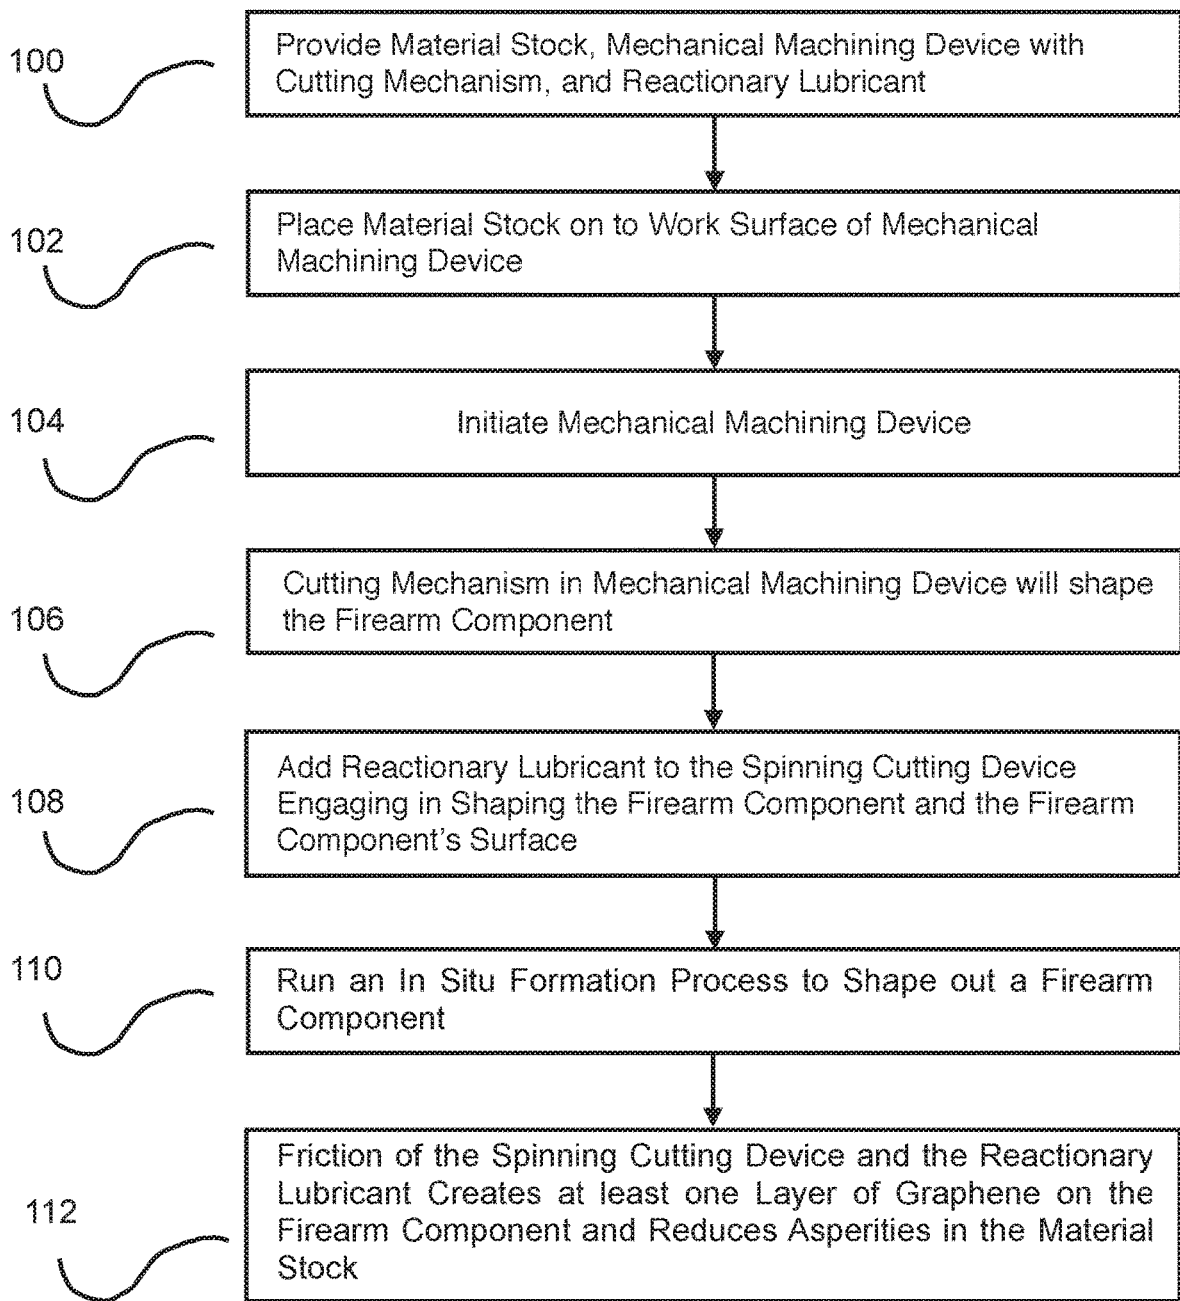 100
Provide Material Stock, Mechanical Machining Device with
Cutting Mechanism, and Reactionary Lubricant
102
Place Material Stock on to Work Surface of Mechanical
Machining Device
104
Initiate Mechanical Machining Device
106
Cutting Mechanism in Mechanical Machining Device will shape
the Firearm Component
108
Add Reactionary Lubricant to the Spinning Cutting Device
Engaging in Shaping the Firearm Component and the Firearm
Component's Surface
110
Run an In Situ Formation Process to Shape out a Firearm
Component
112
Friction of the Spinning Cutting Device and the Reactionary
Lubricant Creates at least one Layer of Graphene on the
Firearm Component and Reduces Asperities in the Material
Stock